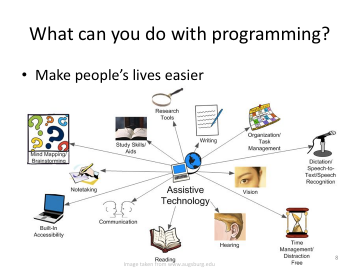 What can you do with programming?
• Make people's lives easier
Research
Tools
Writing
Organization/
Task
Management
Study Skills/
Aids
Mind Mapping/
Brainstorming
Dictation/
Speech-to-
Text/Speech
Recognition
Notetaking
Assistive
Technology
Vision
Built-In
Accessibility
Communication
Reading
Hearing
Time
Management/
Distraction
Free
Image taken from www.augsburg.edu
8